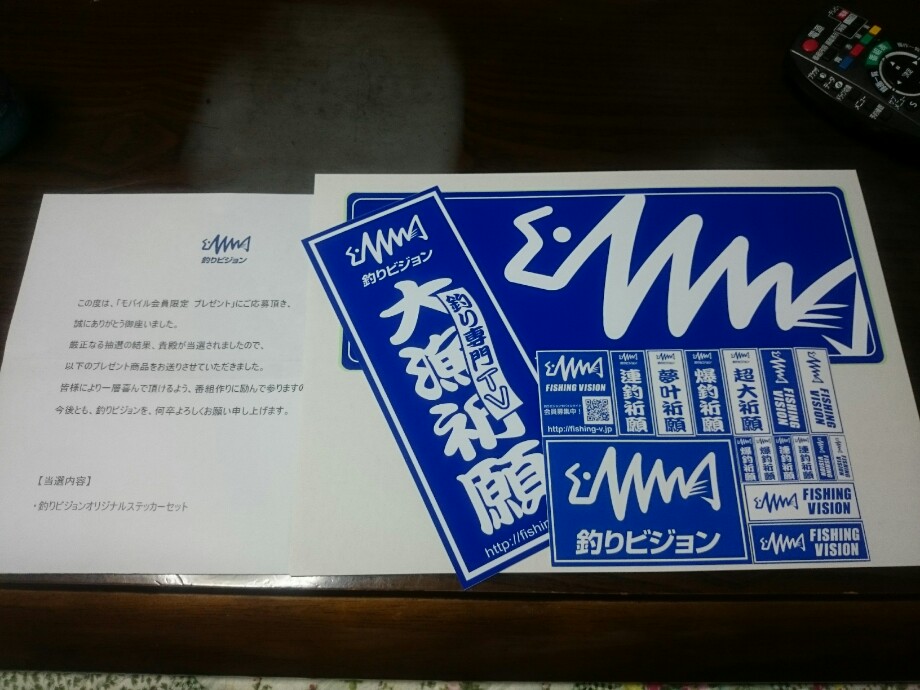 釣りビジョン
この度は、「モバイル会員限定 プレゼント」にご応募頂き、
誠にありがとう御座いました。
厳正なる抽選の結果、貴殿が当選されましたので、
以下のプレゼント商品をお送りさせていただきました。
皆様により一層喜んで頂けるよう、番組作りに励んで参ります
今後とも、釣りビジョンを、何卒よろしくお願い申し上げます。
【当選内容】
・釣りビジョンオリジナルステッカーセット
釣りビジョン
釣り専門TV
大漁祈願
http://fishin
FISHING VISION
会員募集中!
http://fishing-v.jp
連釣祈願
夢叶祈願
爆釣祈願
超大祈願
FISHING VISION
FISHING VISION
爆釣祈願
爆釣祈願
連釣祈願
連釣祈願
FISHING VISION
FISHING VISION
釣りビジョン
FISHING
VISION
FISHING
VISION
電源